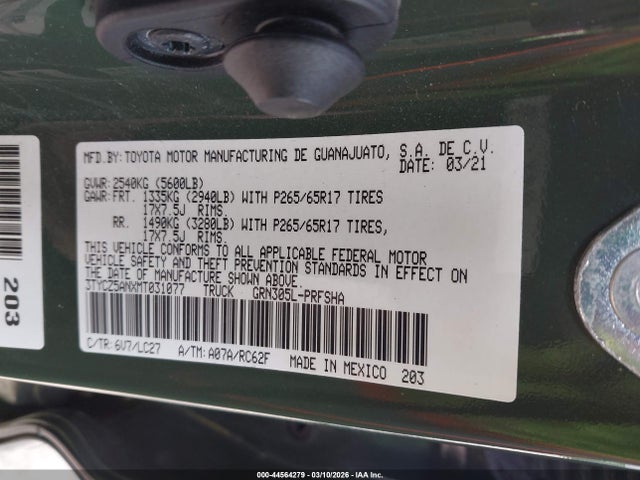 MFD.BY: TOYOTA MOTOR MANUFACTURING DE GUANAJUATO, S.A. DE C.V.
DATE: 03/21
GVWR: 2540KG (5600LB)
GAWR: FRT. 1335KG (2940LB) WITH P265/65R17 TIRES
17X7.5J RIMS.
RR. 1490KG (3280LB) WITH P265/65R17 TIRES,
17X7.5J RIMS.
THIS VEHICLE CONFORMS TO ALL APPLICABLE FEDERAL MOTOR
VEHICLE SAFETY AND THEFT PREVENTION STANDARDS IN EFFECT ON
THE DATE OF MANUFACTURE SHOWN ABOVE.
3TYCZ5ANXMT031077 TRUCK GRN305L-PRFSHA
C/TR: 6V7/LC27 A/TM: A07A/RC62F MADE IN MEXICO 203
203
000-44564279 - 03/10/2026 - IAA Inc.